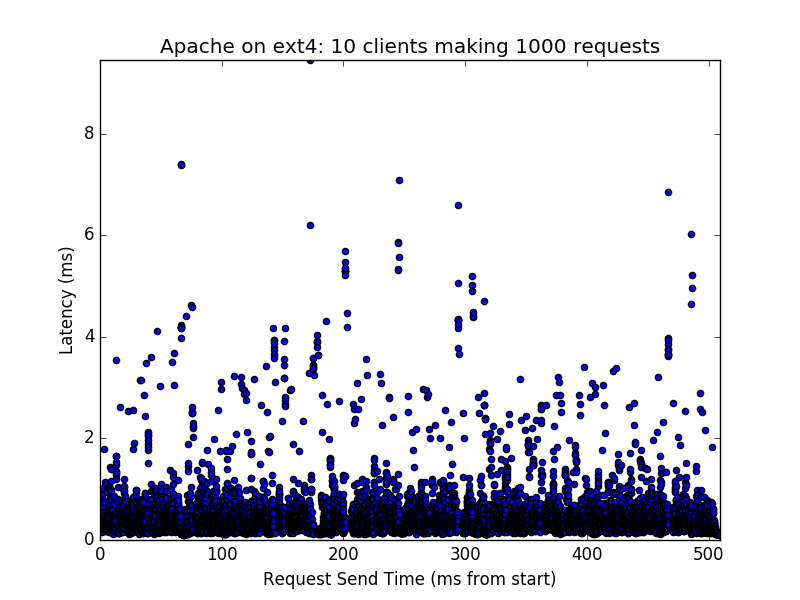 Apache on ext4: 10 clients making 1000 requests
8
6
4
2
0
Latency (ms)
0 100 200 300 400 500
Request Send Time (ms from start)